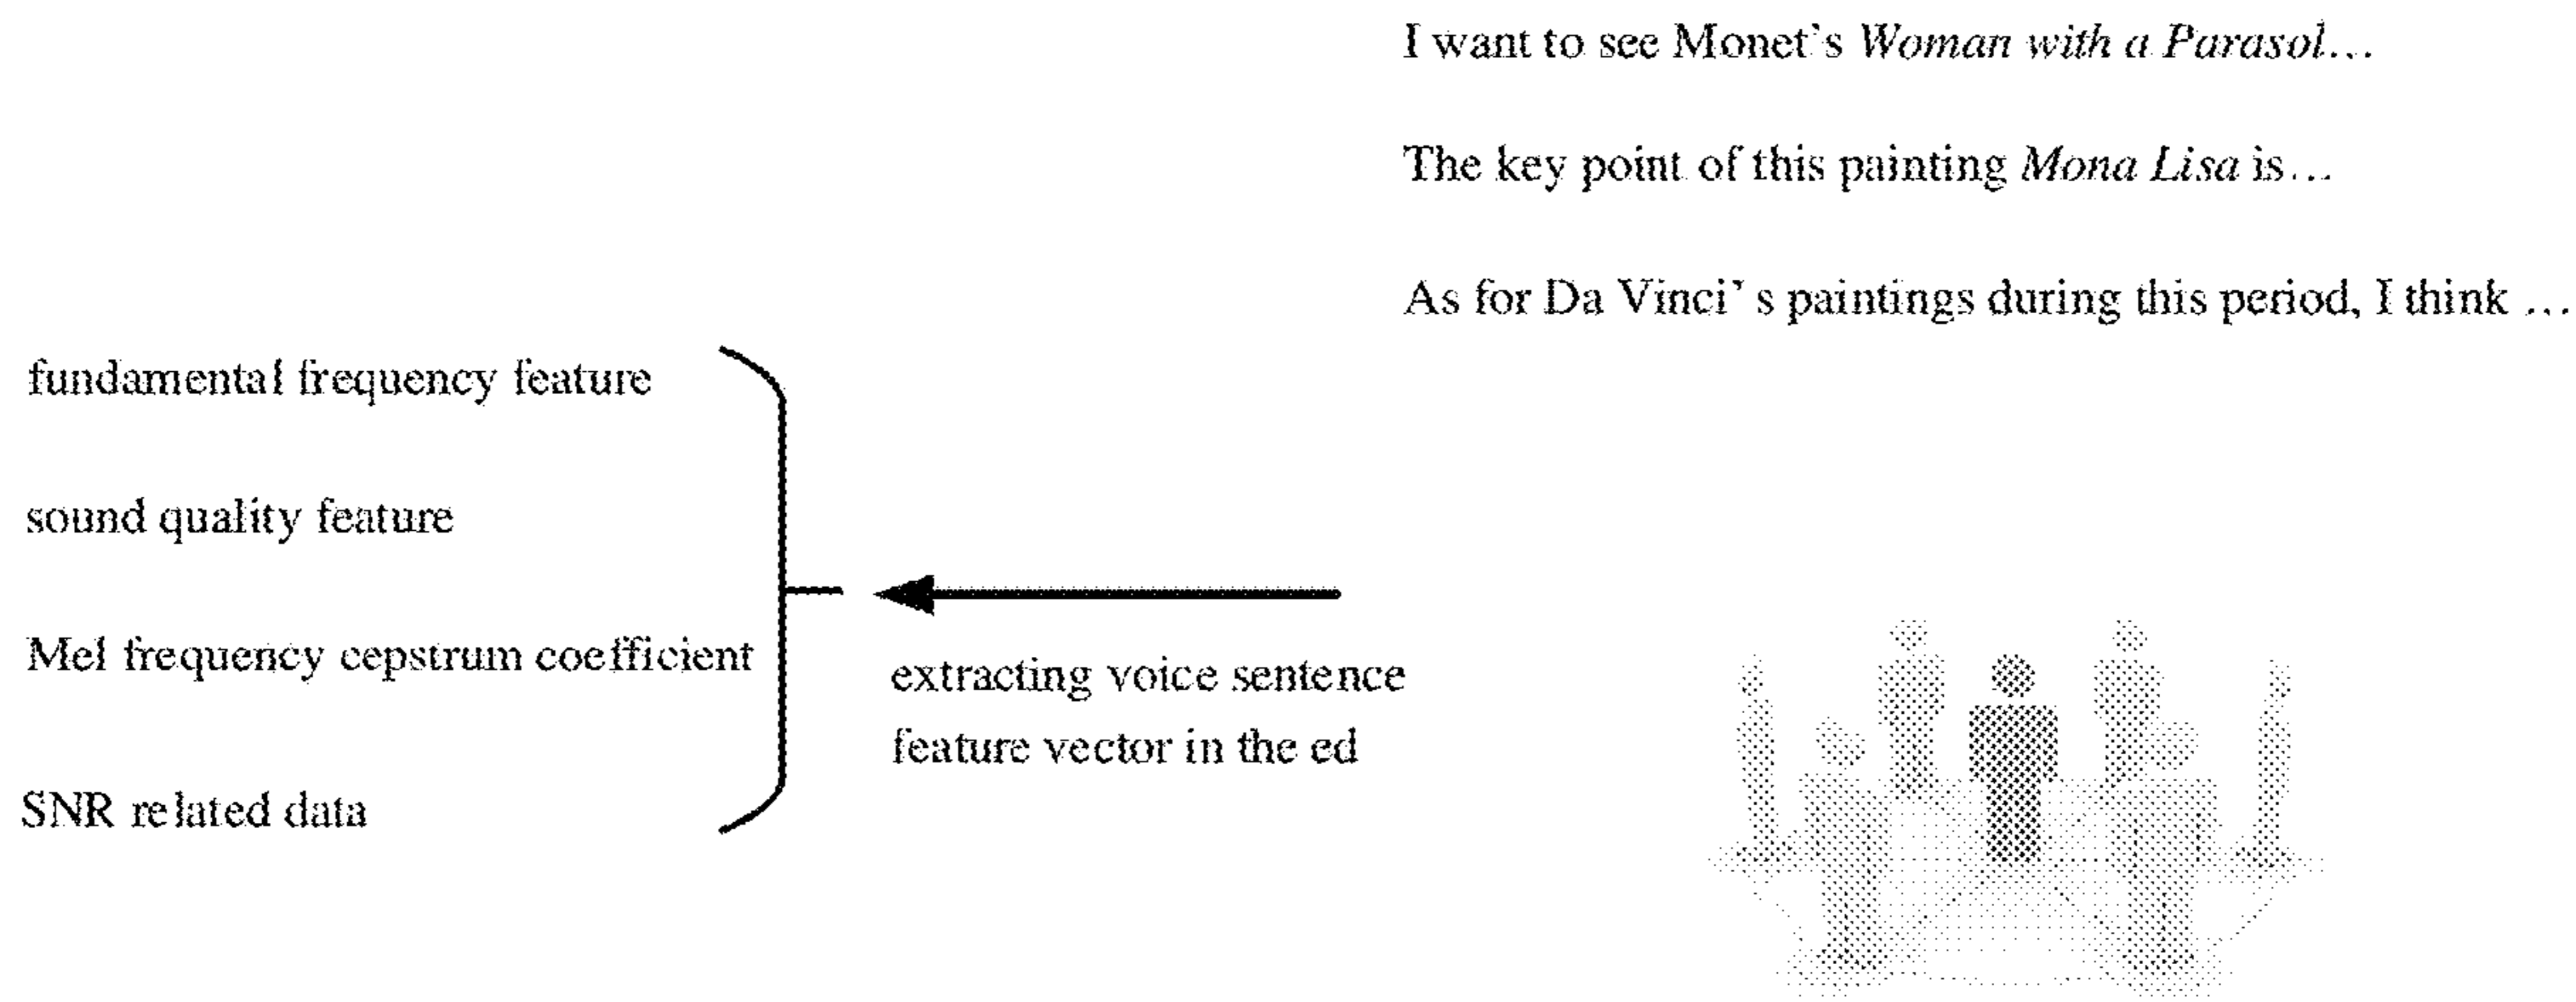 I want to see Monet's Woman with a Parasol...
The key point of this painting Mona Lisa is...
As for Da Vinci's paintings during this period, I think ...
fundamental frequency feature
sound quality feature
Mel frequency cepstrum coefficient
SNR related data
extracting voice sentence
feature vector in the ed